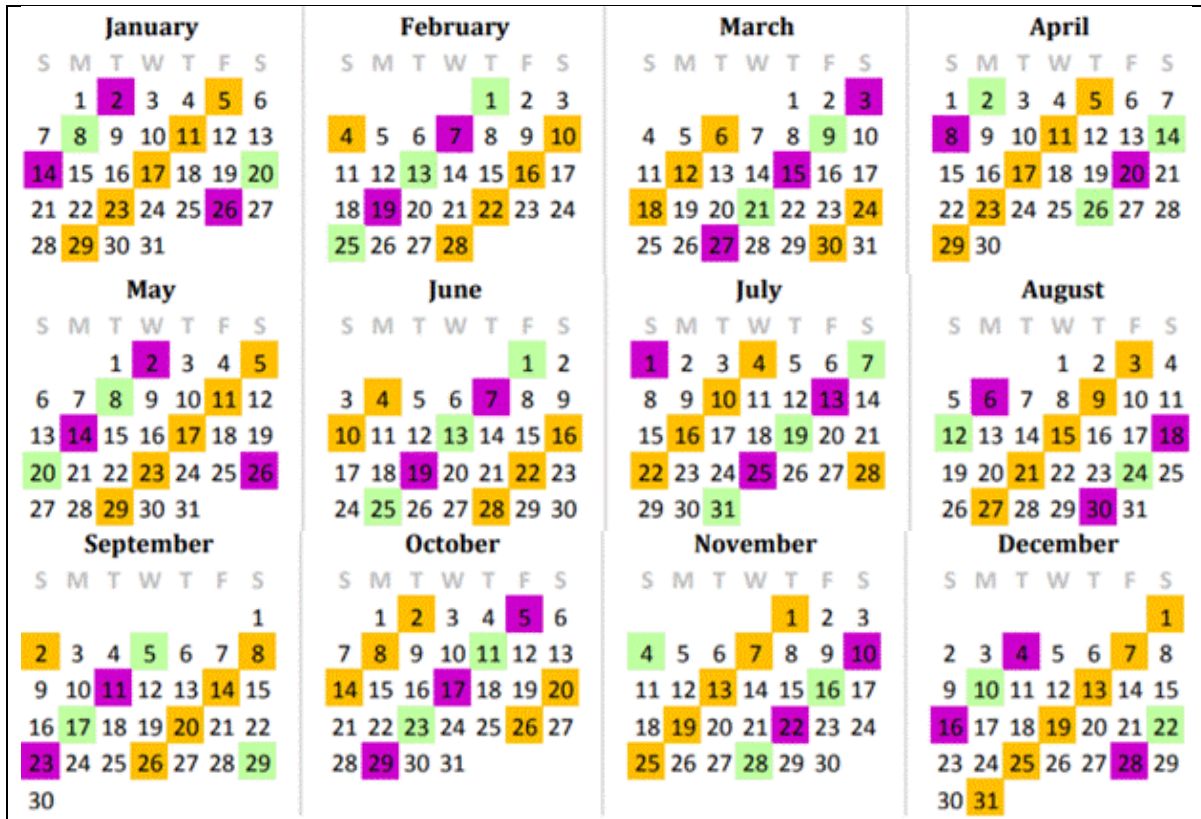 January February March April
S M T W T F S S M T W T F S S M T W T F S S M T W T F S
1 2 3 4 5 6 1 2 3 1 2 3 1 2 3 4 5 6 7
7 8 9 10 11 12 13 4 5 6 7 8 9 10 4 5 6 7 8 9 10 8 9 10 11 12 13 14
14 15 16 17 18 19 20 11 12 13 14 15 16 17 11 12 13 14 15 16 17 15 16 17 18 19 20 21
21 22 23 24 25 26 27 18 19 20 21 22 23 24 18 19 20 21 22 23 24 22 23 24 25 26 27 28
28 29 30 31 25 26 27 28 25 26 27 28 29 30 31 29 30
May June July August
S M T W T F S S M T W T F S S M T W T F S S M T W T F S
1 2 3 4 5 1 2 1 2 3 4 5 6 7 1 2 3 4
6 7 8 9 10 11 12 3 4 5 6 7 8 9 8 9 10 11 12 13 14 5 6 7 8 9 10 11
13 14 15 16 17 18 19 10 11 12 13 14 15 16 15 16 17 18 19 20 21 12 13 14 15 16 17 18
20 21 22 23 24 25 26 17 18 19 20 21 22 23 22 23 24 25 26 27 28 19 20 21 22 23 24 25
27 28 29 30 31 24 25 26 27 28 29 30 29 30 31 26 27 28 29 30 31
September October November December
S M T W T F S S M T W T F S S M T W T F S S M T W T F S
1 1 2 3 4 5 6 1 2 3 1
2 3 4 5 6 7 8 7 8 9 10 11 12 13 4 5 6 7 8 9 10 2 3 4 5 6 7 8
9 10 11 12 13 14 15 14 15 16 17 18 19 20 11 12 13 14 15 16 17 9 10 11 12 13 14 15
16 17 18 19 20 21 22 21 22 23 24 25 26 27 18 19 20 21 22 23 24 16 17 18 19 20 21 22
23 24 25 26 27 28 29 28 29 30 31 25 26 27 28 29 30 23 24 25 26 27 28 29
30 30 31